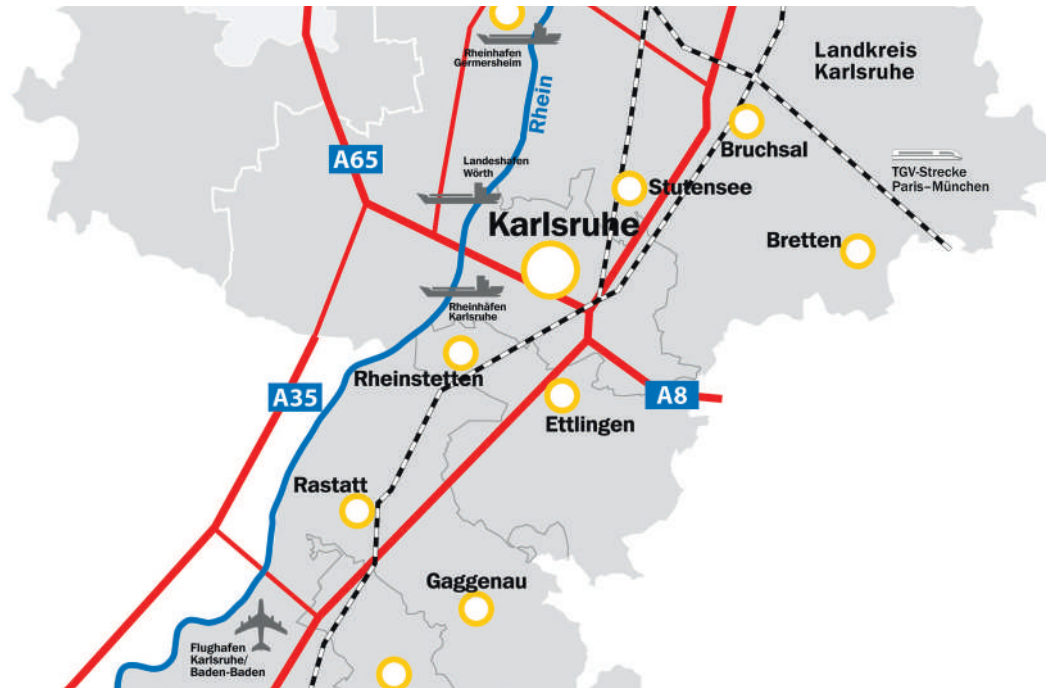 Rheinhafen
Germersheim
Rhein
Landkreis
Karlsruhe
Bruchsal
A65
Landeshafen
Wörth
Stutensee
TGV-Strecke
Paris–München
Karlsruhe
Bretten
Rheinhäfen
Karlsruhe
Rheinstetten
A35
A8
Ettlingen
Rastatt
Gaggenau
Flughafen
Karlsruhe/
Baden-Baden